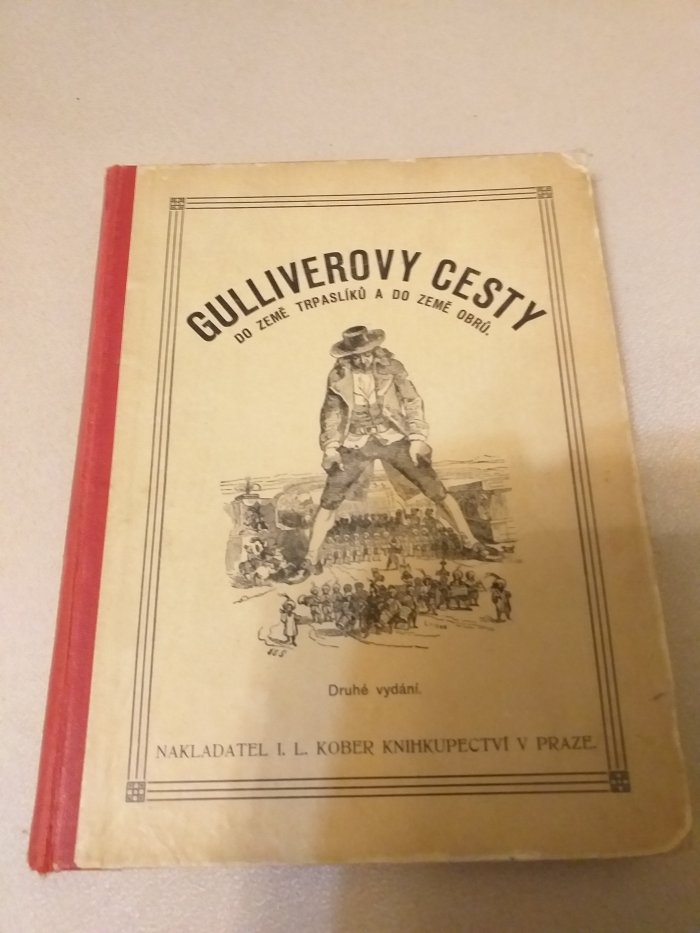 GULLIVEROVY CESTY
DO ZEMĚ TRPASLÍKŮ A DO ZEMĚ OBRŮ.
Druhé vydání.
NAKLADATEL I. L. KOBER KNIHKUPECTVÍ V PRAZE.